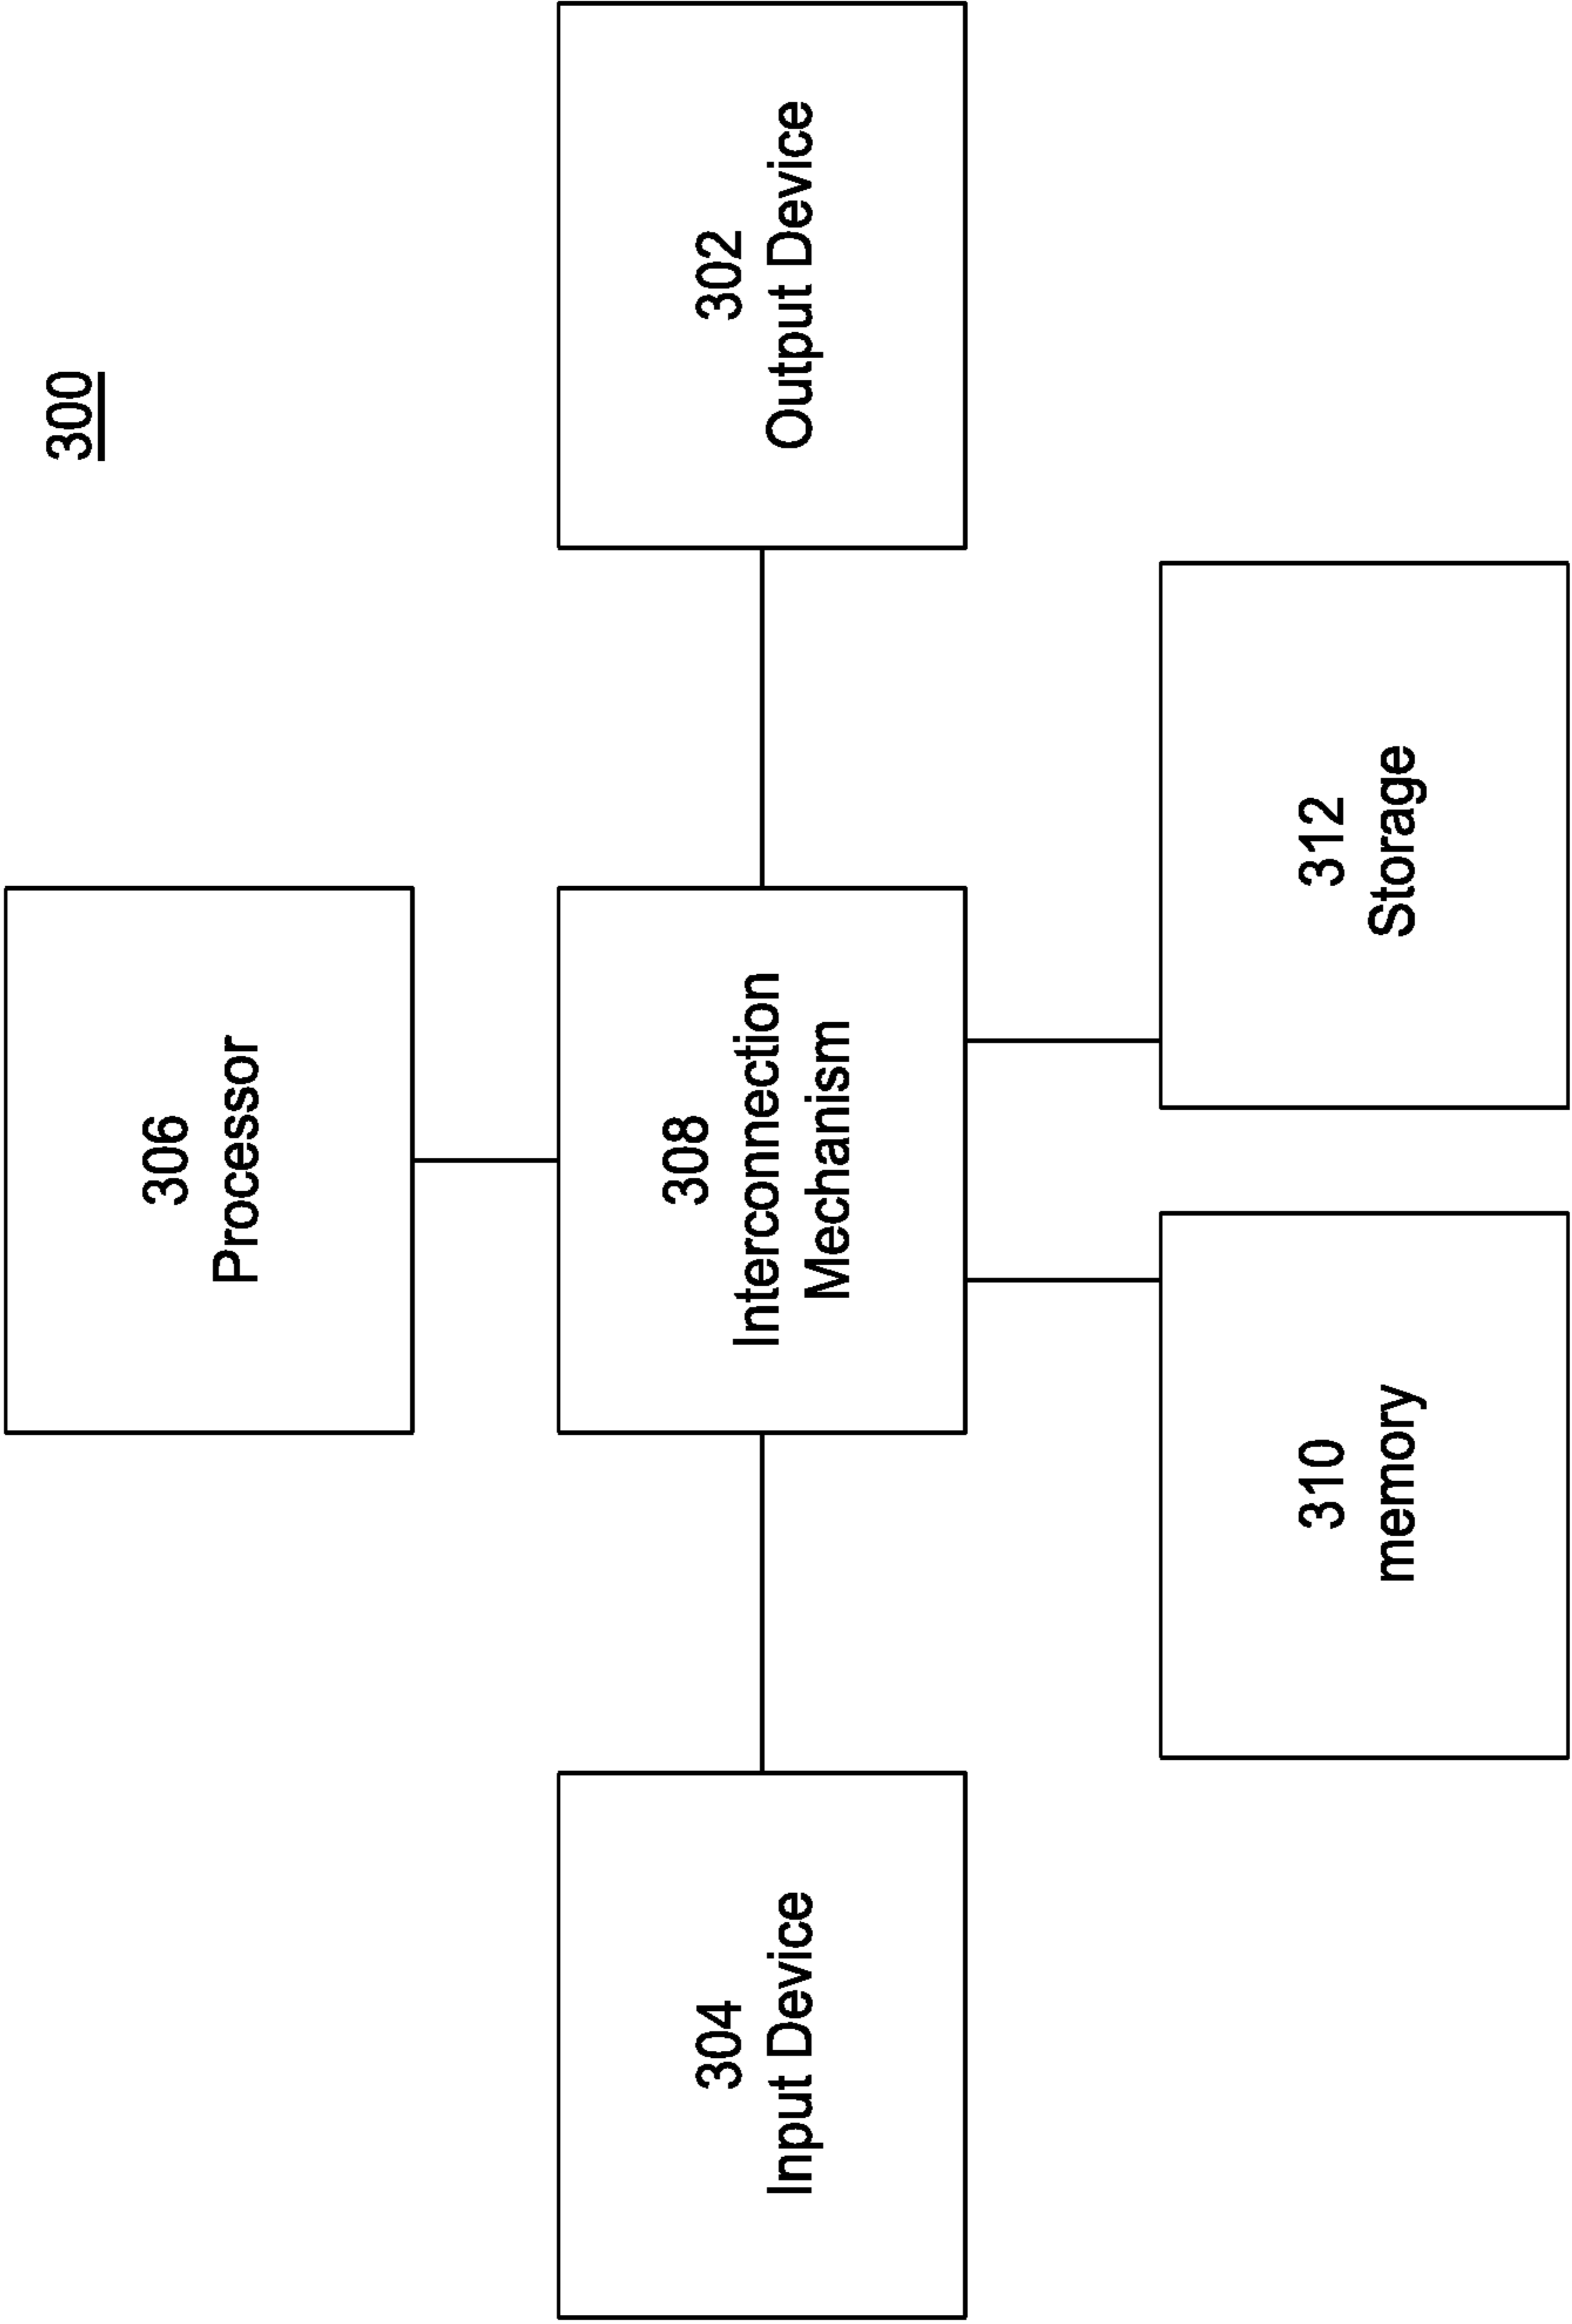 300
306
Processor
304
Input Device
308
Interconnection
Mechanism
302
Output Device
310
memory
312
Storage